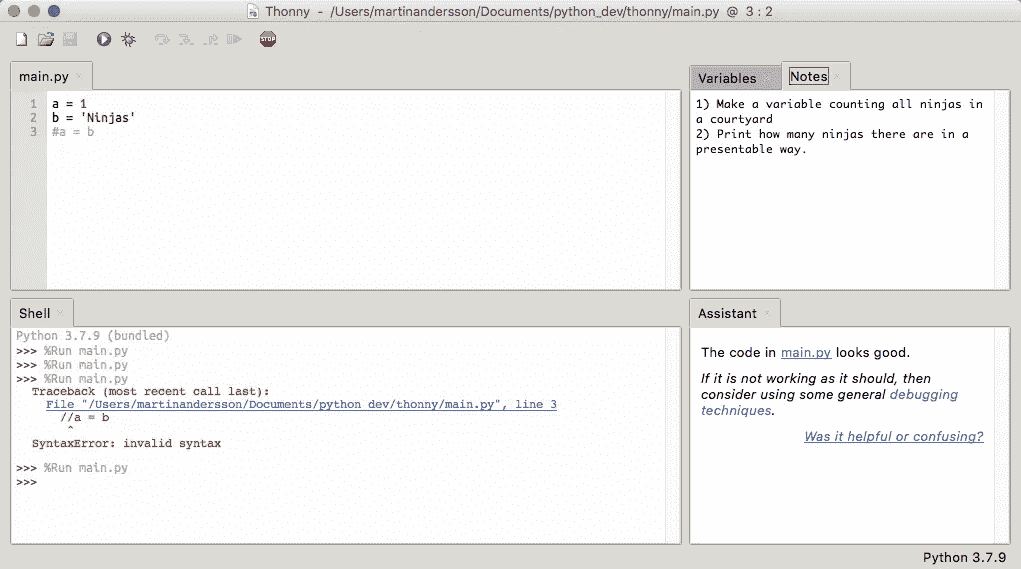 Thonny - /Users/martinandersson/Documents/python_dev/thonny/main.py @ 3 : 2
STOP
main.py
1 a = 1
2 b = 'Ninjas'
3 #a = b
Variables
Notes
1) Make a variable counting all ninjas in
a courtyard
2) Print how many ninjas there are in a
presentable way.
Shell
Python 3.7.9 (bundled)
>>> %Run main.py
>>> %Run main.py
>>> %Run main.py
Traceback (most recent call last):
File "/Users/martinandersson/Documents/python_dev/thonny/main.py", line 3
//a = b
^
SyntaxError: invalid syntax
>>> %Run main.py
>>>
Assistant
The code in main.py looks good.
If it is not working as it should, then
consider using some general debugging
techniques.
Was it helpful or confusing?
Python 3.7.9